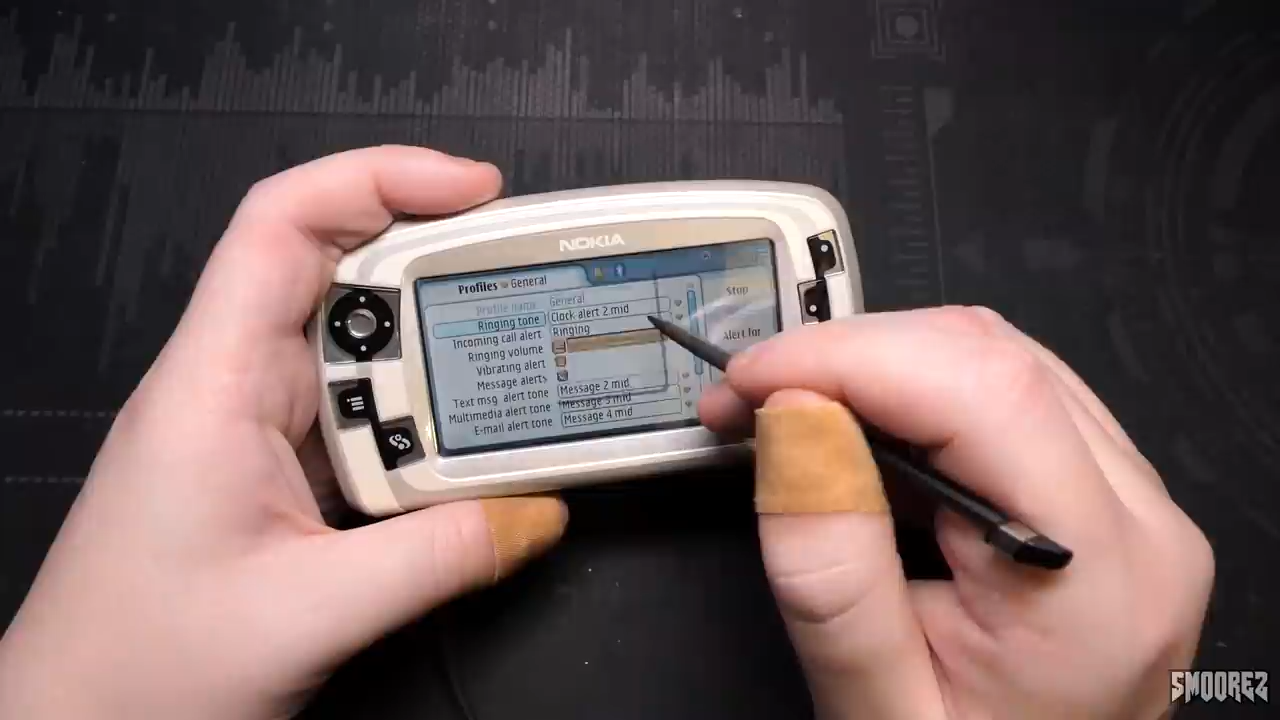 NOKIA
Profiles General
Profile name General
Ringing tone Clock alert 2.mid
Incoming call alert Ringing
Ringing volume
Vibrating alert
Message alerts
Text msg. alert tone Message 2 mid
Multimedia alert tone Message 3 mid
E-mail alert tone Message 4 mid
Stop
Alert for
SMOOREZ